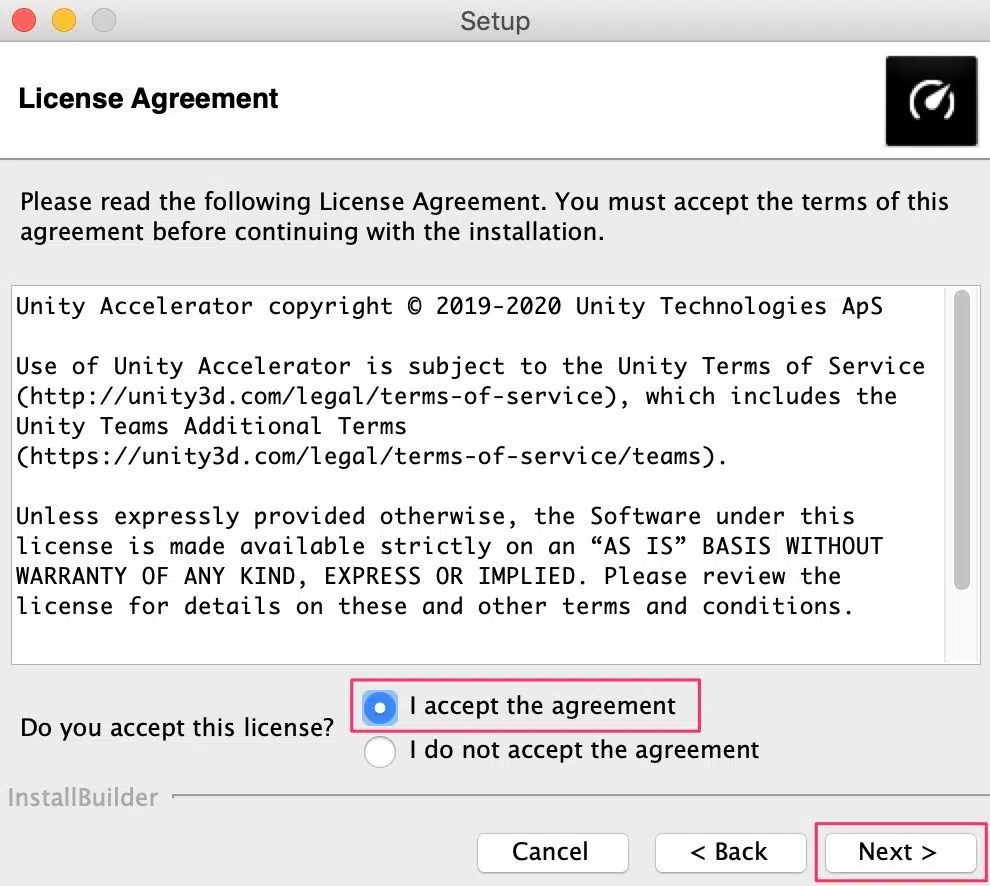 Setup
License Agreement
Please read the following License Agreement. You must accept the terms of this
agreement before continuing with the installation.
Unity Accelerator copyright © 2019-2020 Unity Technologies ApS
Use of Unity Accelerator is subject to the Unity Terms of Service
(http://unity3d.com/legal/terms-of-service), which includes the
Unity Teams Additional Terms
(https://unity3d.com/legal/terms-of-service/teams).
Unless expressly provided otherwise, the Software under this
license is made available strictly on an “AS IS” BASIS WITHOUT
WARRANTY OF ANY KIND, EXPRESS OR IMPLIED. Please review the
license for details on these and other terms and conditions.
Do you accept this license?
I accept the agreement
I do not accept the agreement
InstallBuilder
Cancel
< Back
Next >